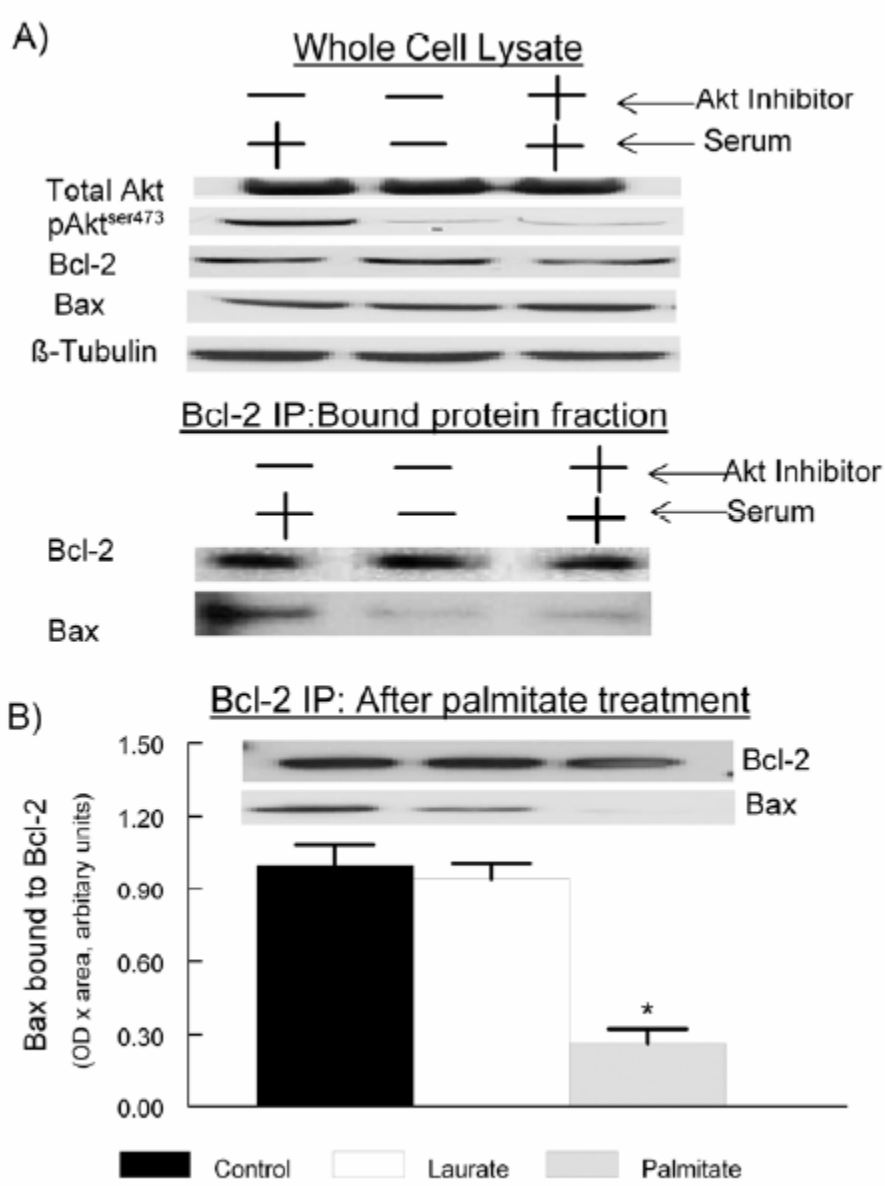 A)
Whole Cell Lysate
— — + Akt Inhibitor
+ — + Serum
Total Akt
pAktser473
Bcl-2
Bax
ß-Tubulin
Bcl-2 IP:Bound protein fraction
— — + Akt Inhibitor
+ — + Serum
Bcl-2
Bax
B)
Bcl-2 IP: After palmitate treatment
Bcl-2
Bax
Bax bound to Bcl-2
(OD x area, arbitary units)
1.50
1.20
0.90
0.60
0.30
0.00
*
Control Laurate Palmitate